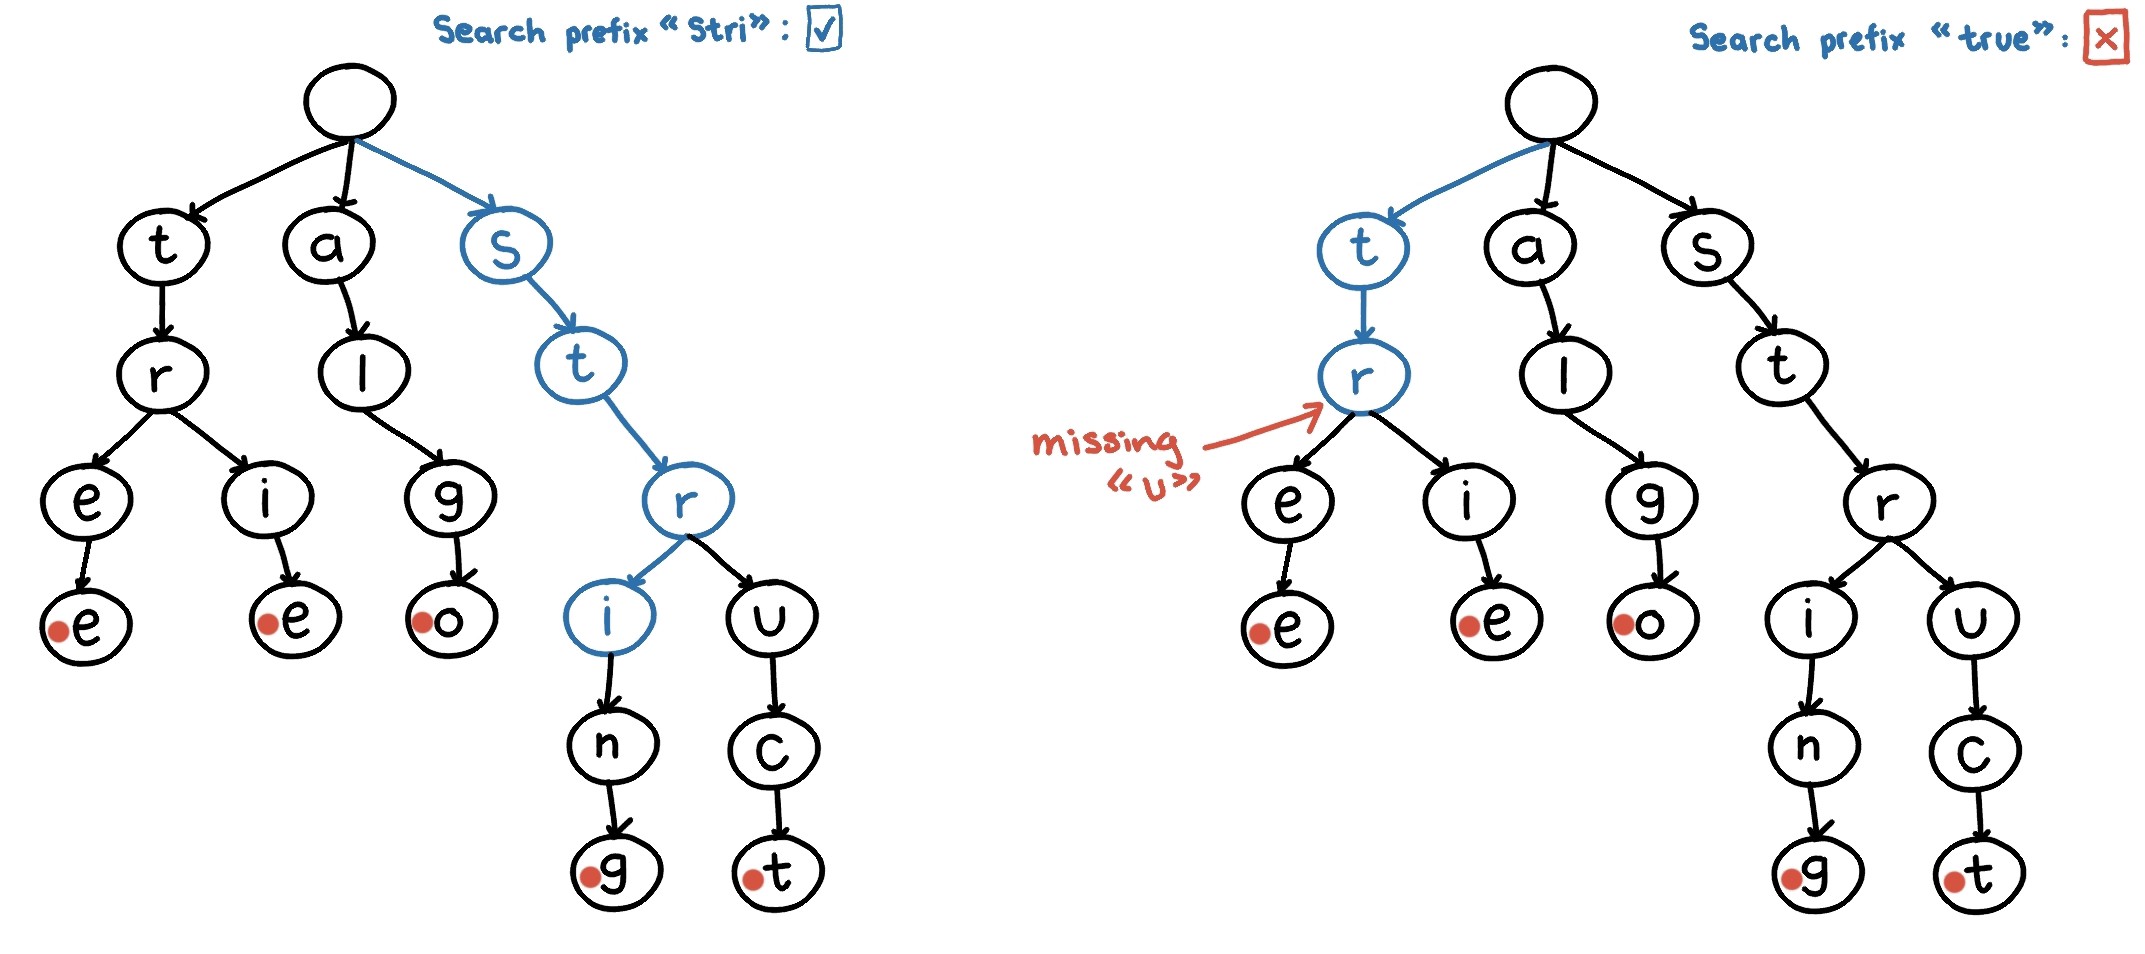 Search prefix «Stri»: ✓
Search prefix «true»: ×
t a s
r l t
e i g r
e e o i u
n c
g t
t a s
r l t
missing
«u»
e i g r
e e o i u
n c
g t